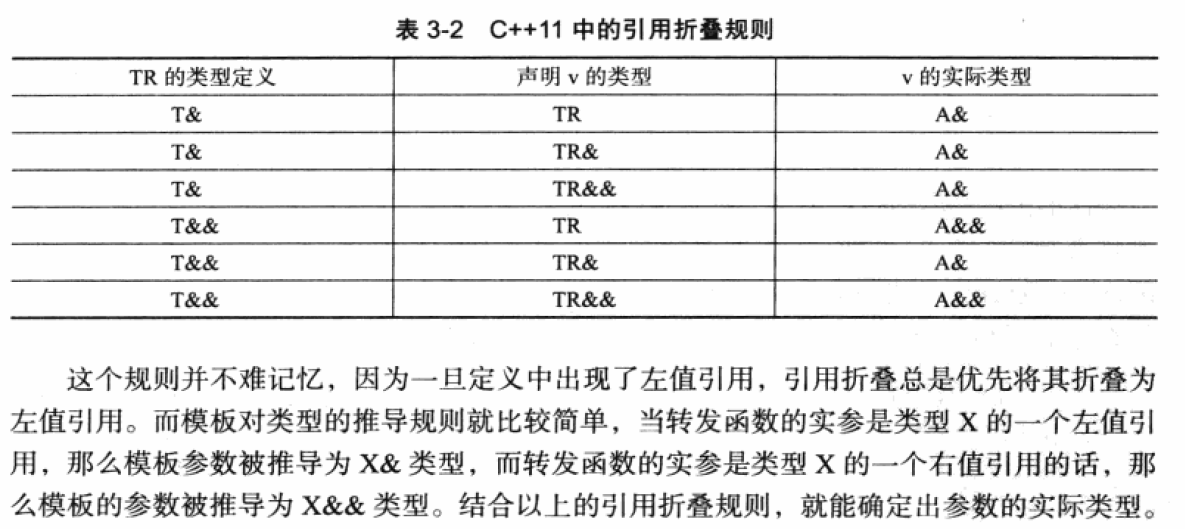 表 3-2 C++11 中的引用折叠规则
TR 的类型定义 声明 v 的类型 v 的实际类型
T& TR A&
T& TR& A&
T& TR&& A&
T&& TR A&&
T&& TR& A&
T&& TR&& A&&
这个规则并不难记忆，因为一旦定义中出现了左值引用，引用折叠总是优先将其折叠为
左值引用。而模板对类型的推导规则就比较简单，当转发函数的实参是类型 X 的一个左值引
用，那么模板参数被推导为 X& 类型，而转发函数的实参是类型 X 的一个右值引用的话，那
么模板的参数被推导为 X&& 类型。结合以上的引用折叠规则，就能确定出参数的实际类型。